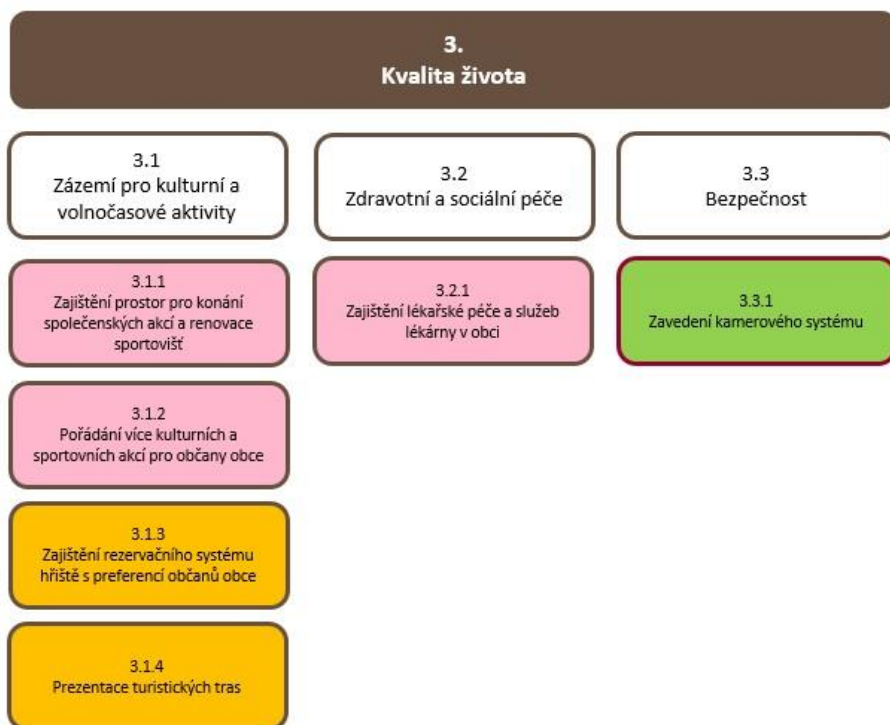 3.
Kvalita života
3.1
Zázemí pro kulturní a
volnočasové aktivity
3.2
Zdravotní a sociální péče
3.3
Bezpečnost
3.1.1
Zajištění prostor pro konání
společenských akcí a renovace
sportovišť
3.2.1
Zajištění lékařské péče a služeb
lékárny v obci
3.3.1
Zavedení kamerového systému
3.1.2
Pořádání více kulturních a
sportovních akcí pro občany obce
3.1.3
Zajištění rezervačního systému
hřiště s preferencí občanů obce
3.1.4
Prezentace turistických tras